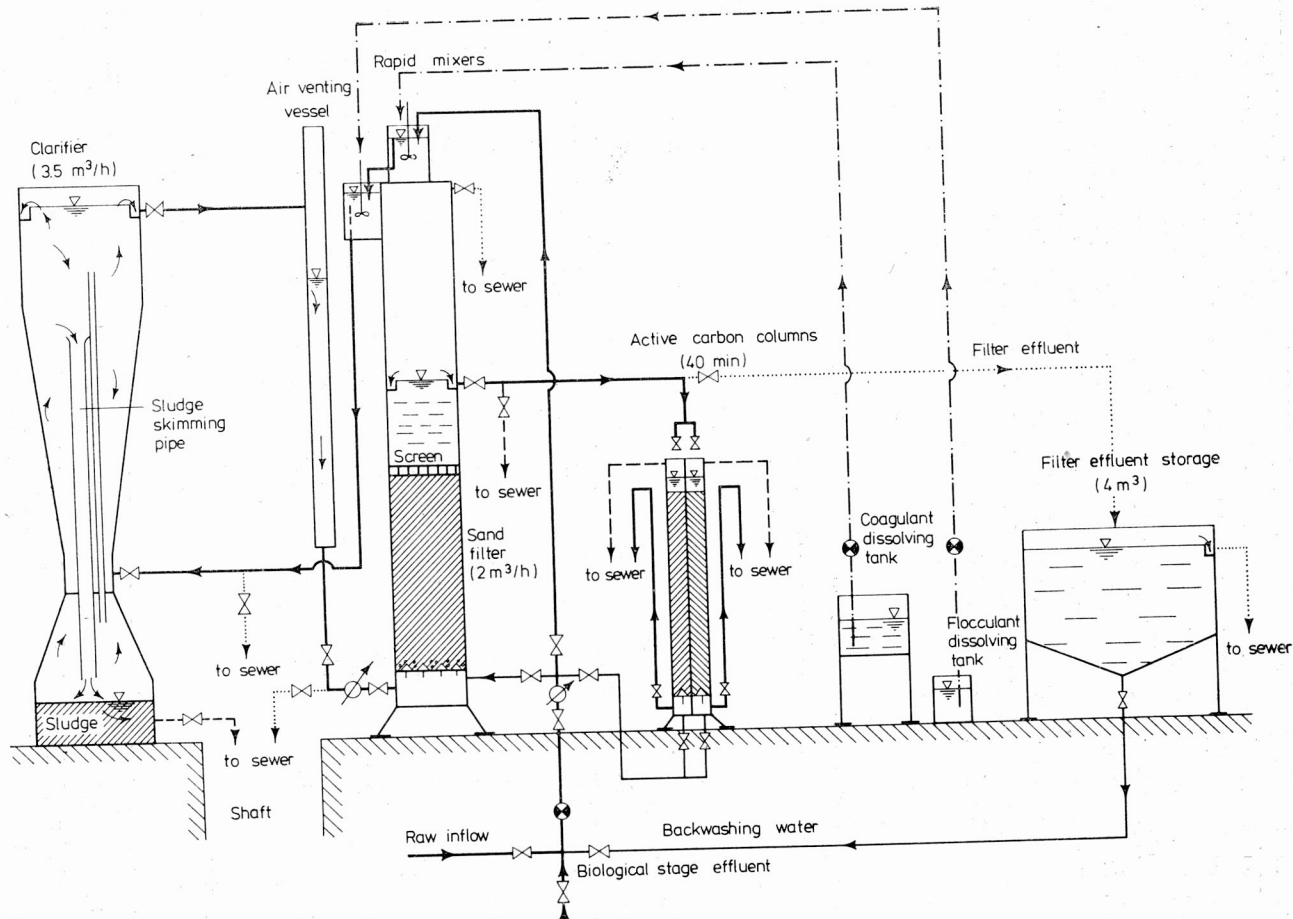 Rapid mixers
Air venting
vessel
Clarifier
(3.5 m³/h)
to sewer
Active carbon columns
(40 min)
Filter effluent
Sludge
skimming
pipe
Screen
to sewer
Filter effluent storage
(4 m³)
Sand
filter
(2 m³/h)
Coagulant
dissolving
tank
to sewer
to sewer
Flocculant
dissolving
tank
to sewer
to sewer
Sludge
to sewer
Shaft
Raw inflow
Backwashing water
Biological stage effluent